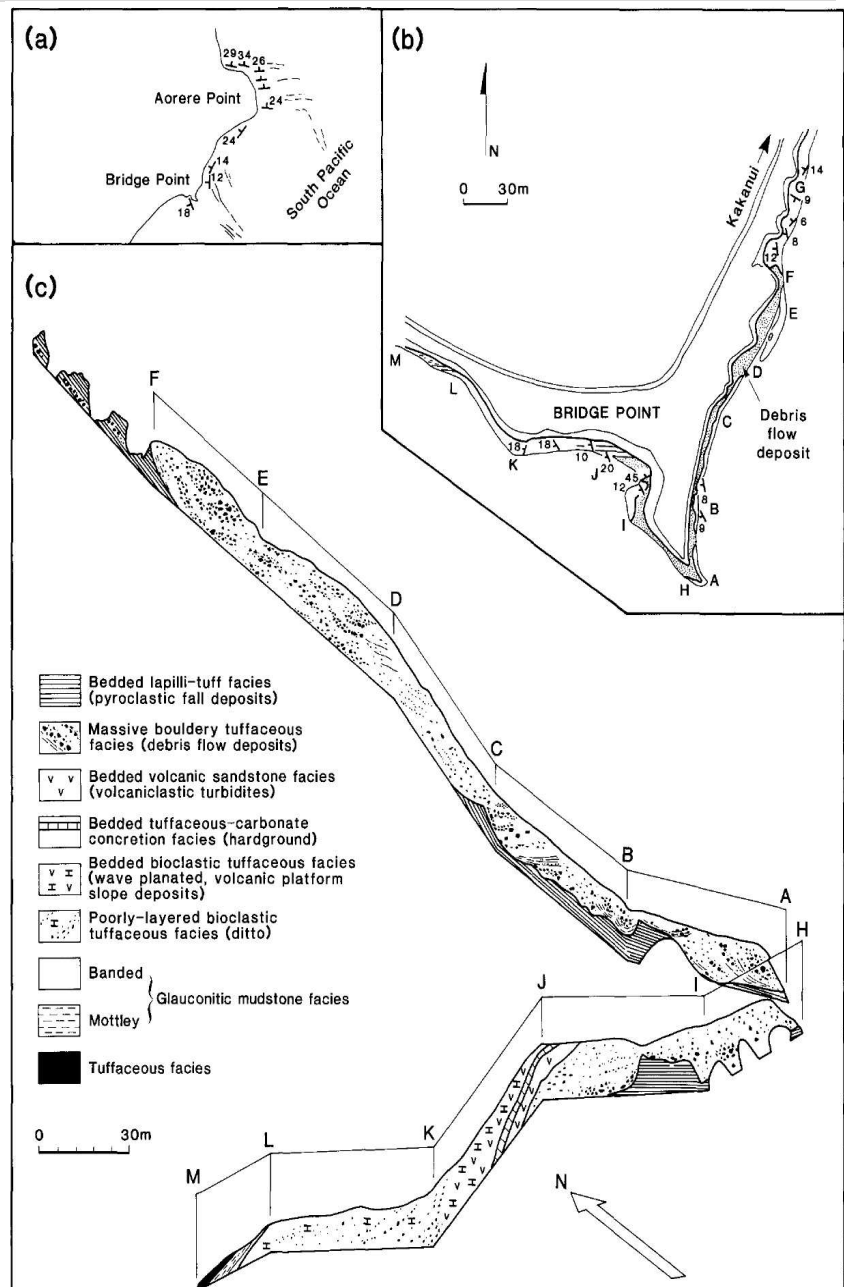 (a)
29 34 26
Aorere Point
24
24
14
Bridge Point
12
18
South Pacific
Ocean
(b)
N
0 30m
Kakanui
14
G
9
6
8
12
F
E
D
C
Debris
flow
deposit
M
L
BRIDGE POINT
K
18
18
10
J
20
45
12
I
B
8
9
H
A
(c)
F
E
D
C
B
A
H
I
J
K
L
M
Bedded lapilli-tuff facies
(pyroclastic fall deposits)
Massive bouldery tuffaceous
facies (debris flow deposits)
Bedded volcanic sandstone facies
(volcaniclastic turbidites)
Bedded tuffaceous-carbonate
concretion facies (hardground)
Bedded bioclastic tuffaceous facies
(wave planated, volcanic platform
slope deposits)
Poorly-layered bioclastic
tuffaceous facies (ditto)
Banded
Glauconitic mudstone facies
Mottley
Tuffaceous facies
0 30m
N